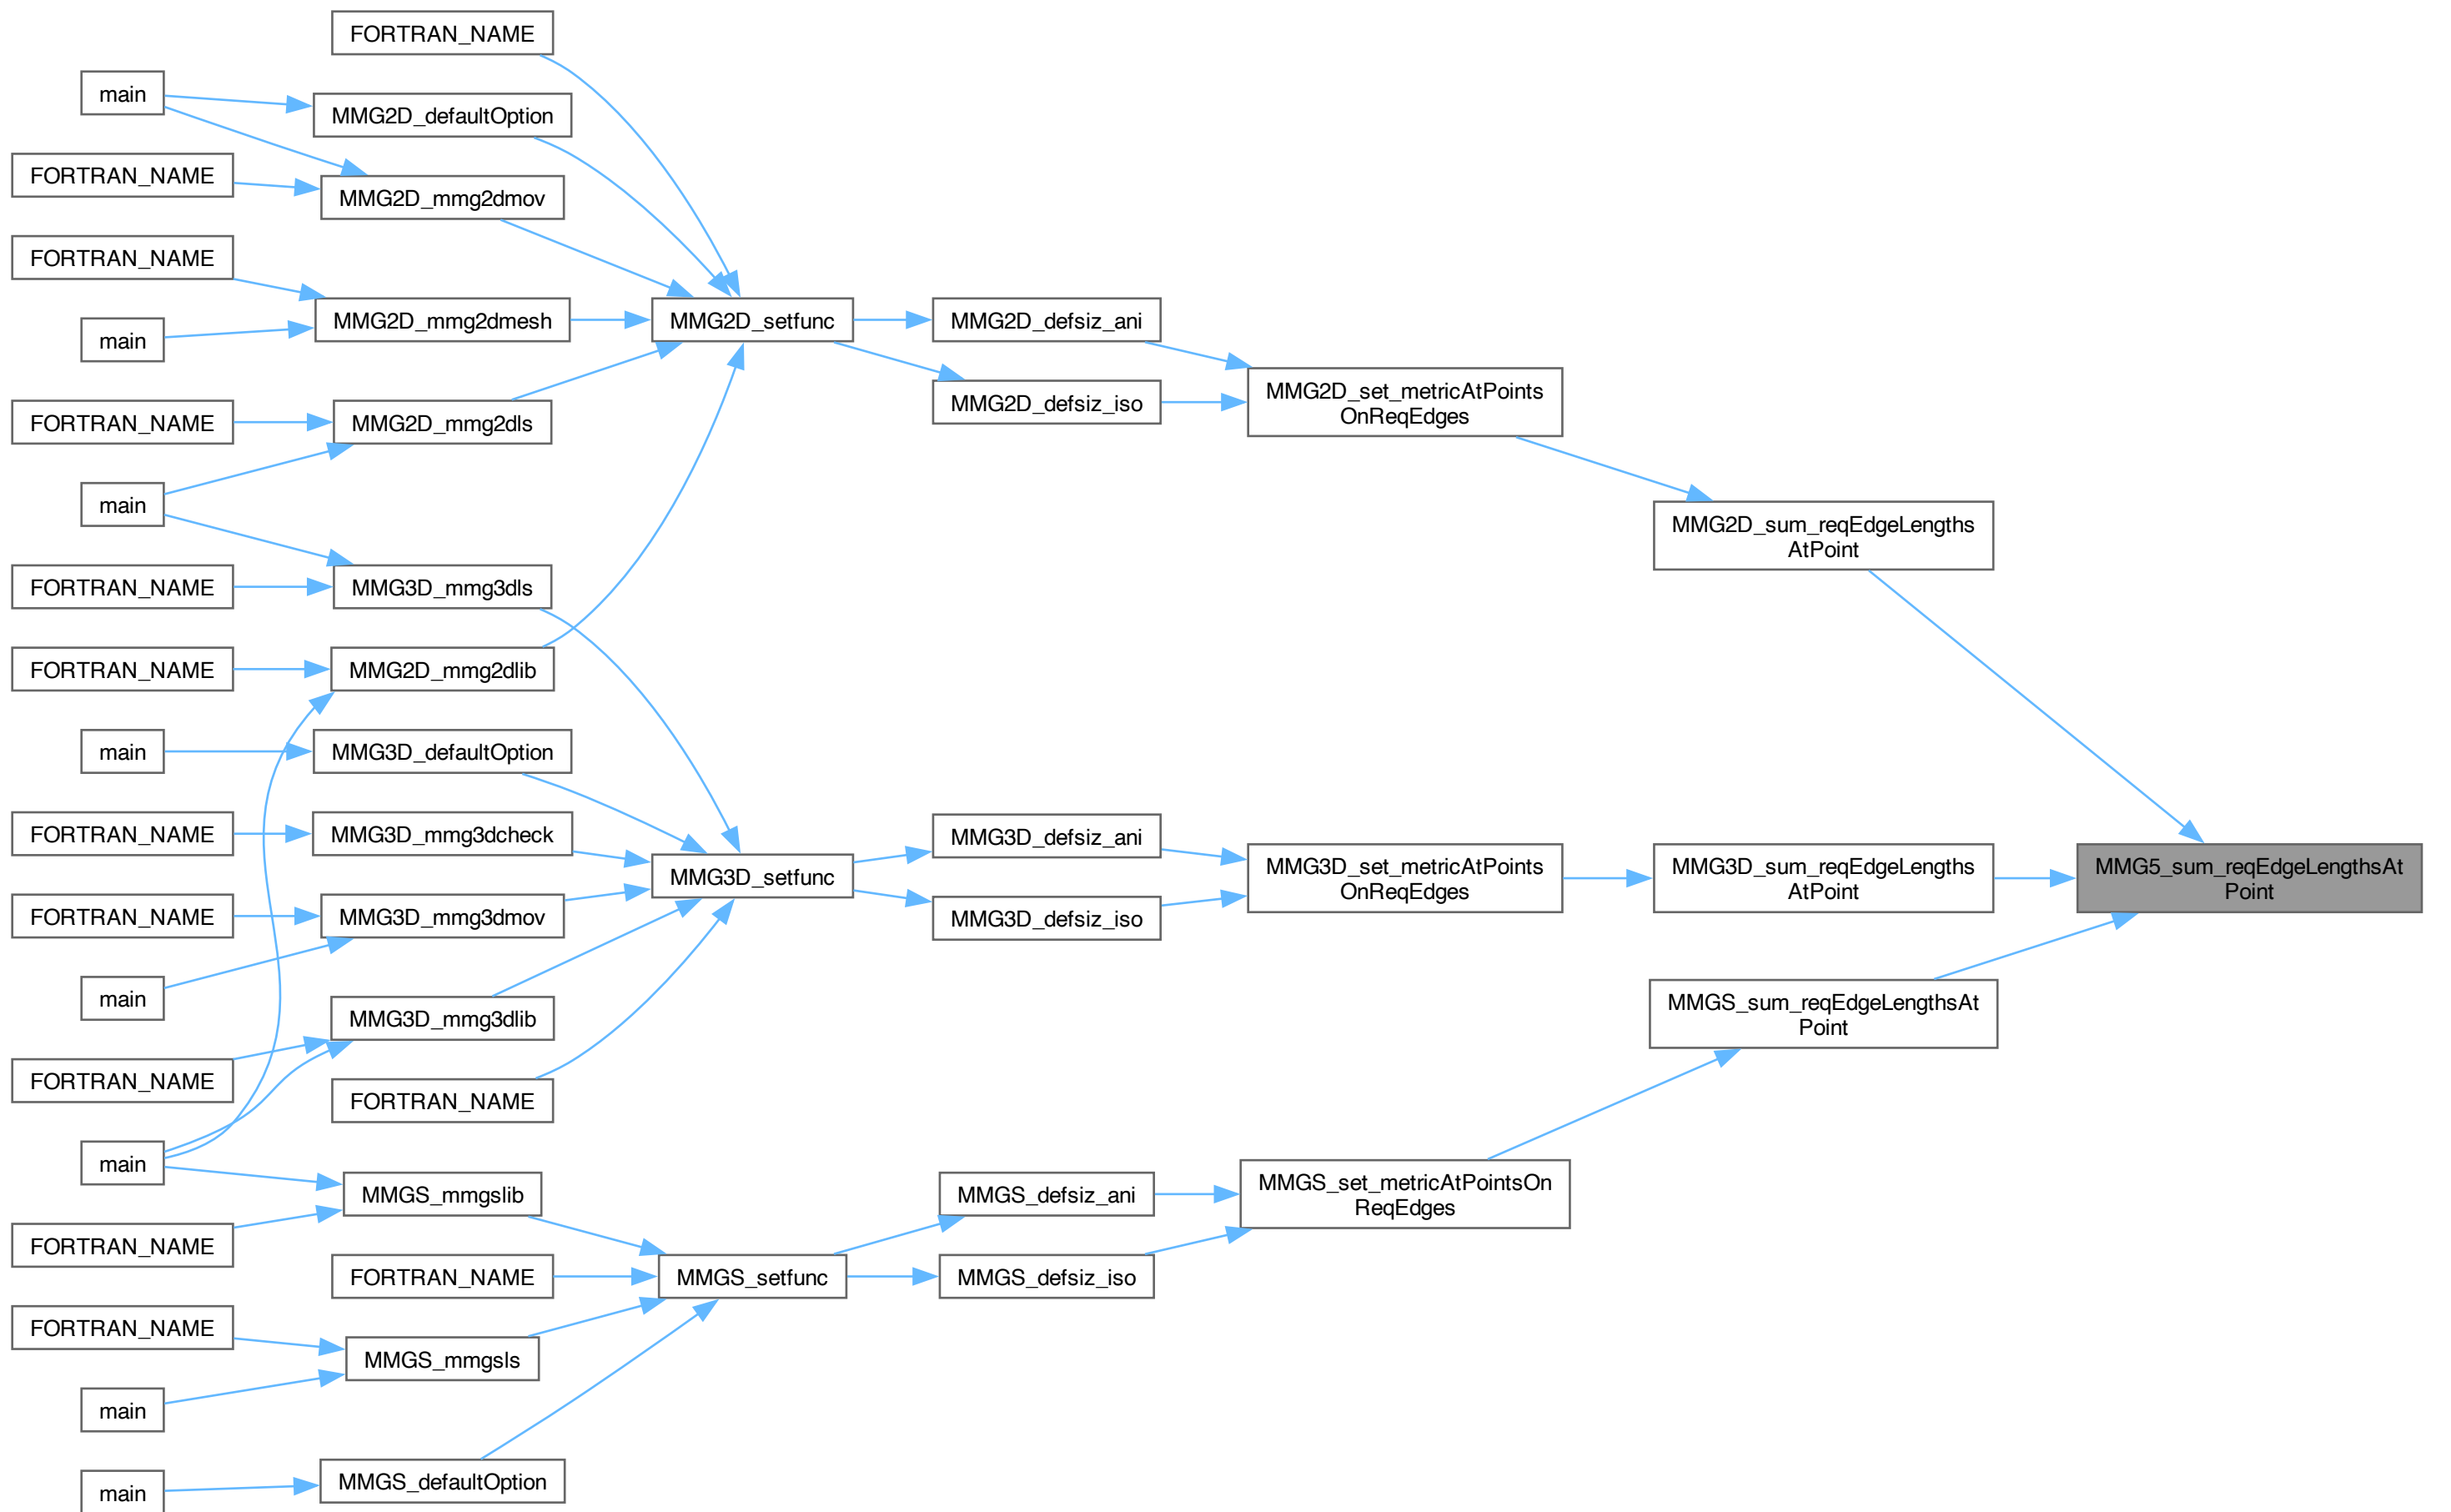 FORTRAN_NAME
main
MMG2D_defaultOption
FORTRAN_NAME
MMG2D_mmg2dmov
FORTRAN_NAME
MMG2D_mmg2dmesh
main
FORTRAN_NAME
MMG2D_mmg2dls
main
FORTRAN_NAME
MMG3D_mmg3dls
FORTRAN_NAME
MMG2D_mmg2dlib
main
MMG3D_defaultOption
FORTRAN_NAME
MMG3D_mmg3dcheck
FORTRAN_NAME
MMG3D_mmg3dmov
main
MMG3D_mmg3dlib
FORTRAN_NAME
FORTRAN_NAME
main
MMGS_mmgslib
FORTRAN_NAME
FORTRAN_NAME
FORTRAN_NAME
MMGS_mmgsls
main
MMGS_defaultOption
main
MMG2D_setfunc
MMG3D_setfunc
MMGS_setfunc
MMG2D_defsiz_ani
MMG2D_defsiz_iso
MMG3D_defsiz_ani
MMG3D_defsiz_iso
MMGS_defsiz_ani
MMGS_defsiz_iso
MMG2D_set_metricAtPoints
OnReqEdges
MMG3D_set_metricAtPoints
OnReqEdges
MMGS_set_metricAtPointsOn
ReqEdges
MMG2D_sum_reqEdgeLengths
AtPoint
MMG3D_sum_reqEdgeLengths
AtPoint
MMGS_sum_reqEdgeLengthsAt
Point
MMG5_sum_reqEdgeLengthsAt
Point